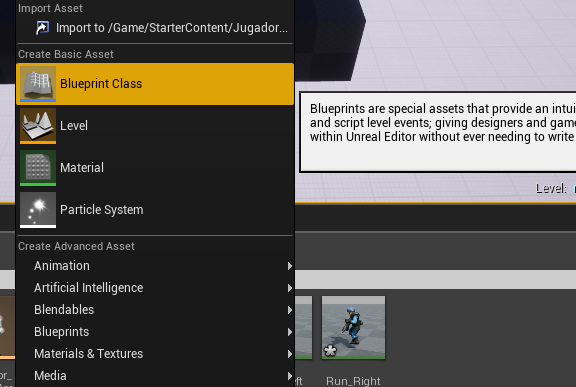 Import Asset
Import to /Game/StarterContent/Jugador...
Create Basic Asset
Blueprint Class
Blueprints are special assets that provide an intui
and script level events; giving designers and game
within Unreal Editor without ever needing to write
Level
Material
Level:
Particle System
Create Advanced Asset
Animation
Artificial Intelligence
Blendables
Blueprints
Materials & Textures
Media
Run_Right